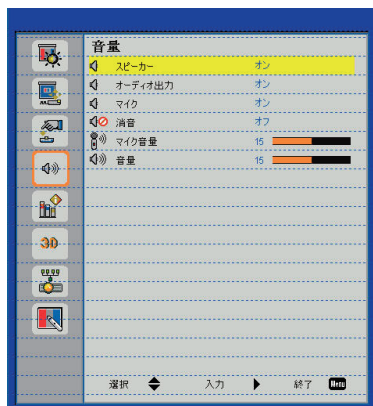 音量
スピーカー オン
オーディオ出力 オン
マイク オン
消音 オフ
マイク音量 15
音量 15
3D
選択 入力 終了 Menu